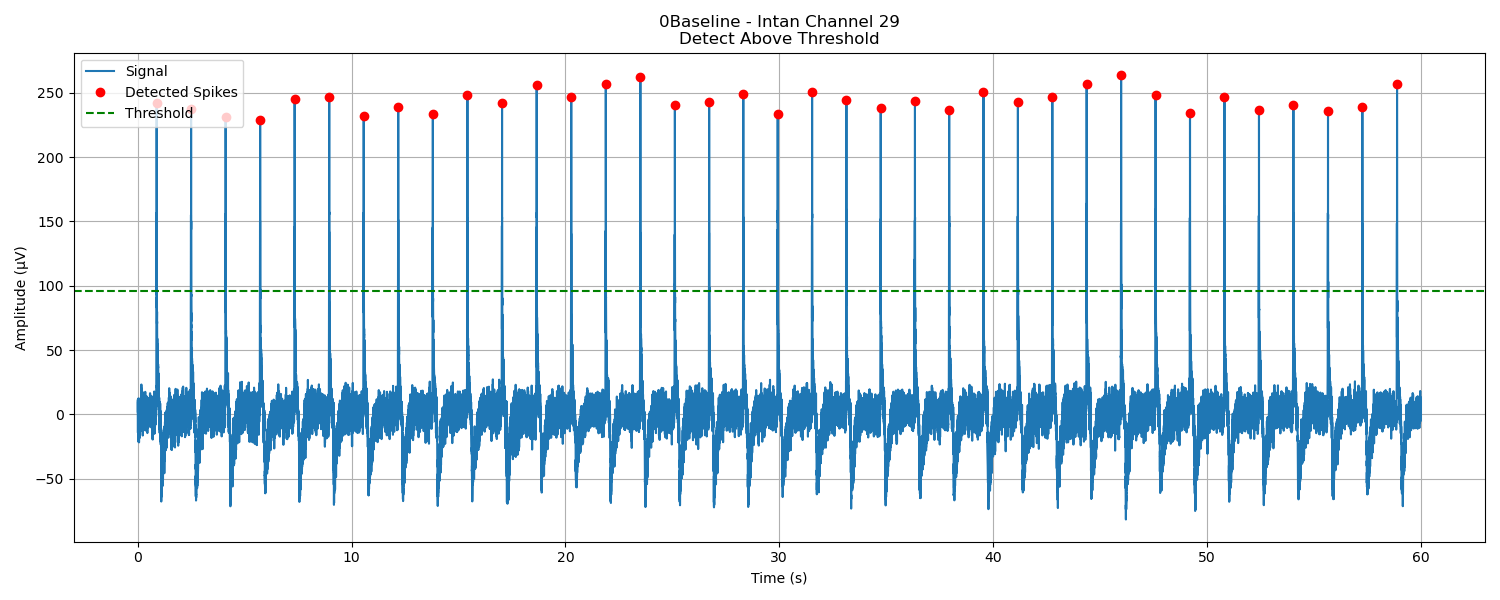 0Baseline - Intan Channel 29
Detect Above Threshold
Signal
Detected Spikes
Threshold
Amplitude (µV)
250
200
150
100
50
0
−50
0
10
20
30
40
50
60
Time (s)